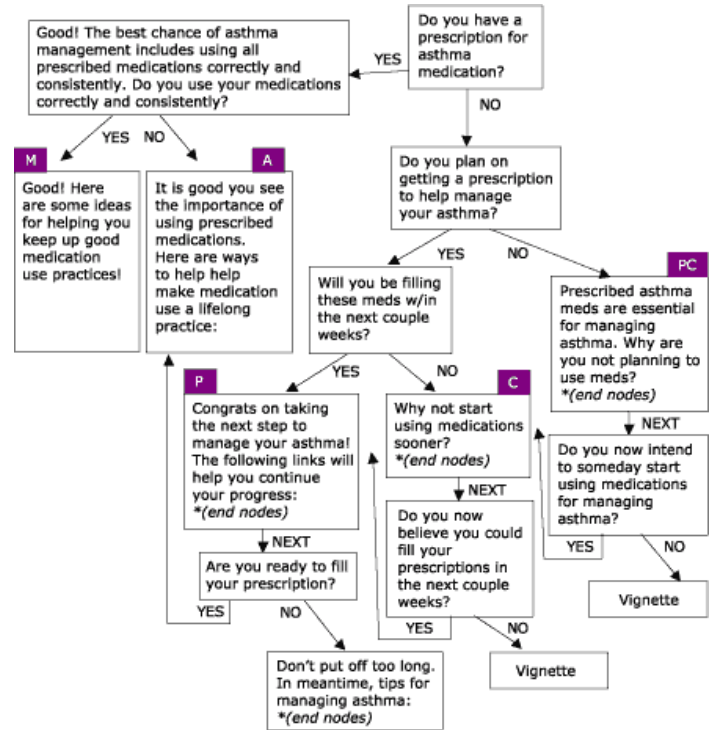 Do you have a
prescription for
asthma
medication?
Good! The best chance of asthma
management includes using all
prescribed medications correctly and
consistently. Do you use your medications
correctly and consistently?
YES
NO
YES
NO
M
Good! Here
are some ideas
for helping you
keep up good
medication
use practices!
A
It is good you see
the importance of
using prescribed
medications.
Here are ways
to help help
make medication
use a lifelong
practice:
Do you plan on
getting a prescription
to help manage
your asthma?
YES
NO
Will you be filling
these meds w/in
the next couple
weeks?
PC
Prescribed asthma
meds are essential
for managing
asthma. Why are
you not planning to
use meds?
*(end nodes)
YES
NO
P
Congrats on taking
the next step to
manage your asthma!
The following links will
help you continue
your progress:
*(end nodes)
C
Why not start
using medications
sooner?
*(end nodes)
NEXT
Do you now intend
to someday start
using medications
for managing
asthma?
NEXT
Do you now
believe you could
fill your
prescriptions in
the next couple
weeks?
YES
NO
Vignette
NEXT
Are you ready to fill
your prescription?
YES
NO
YES
NO
Vignette
Don't put off too long.
In meantime, tips for
managing asthma:
*(end nodes)